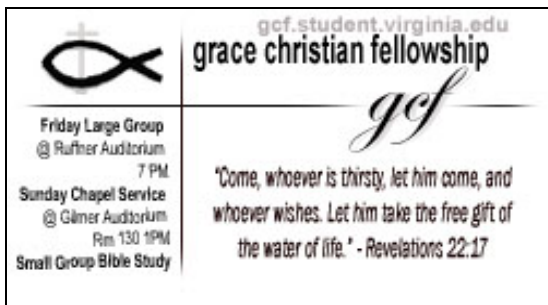 gcf.student.virginia.edu
grace christian fellowship
gcf
Friday Large Group
@ Ruffner Auditorium
7 PM
Sunday Chapel Service
@ Gilmer Auditorium
Rm 130 1PM
Small Group Bible Study
"Come, whoever is thirsty, let him come, and
whoever wishes. Let him take the free gift of
the water of life." - Revelations 22:17